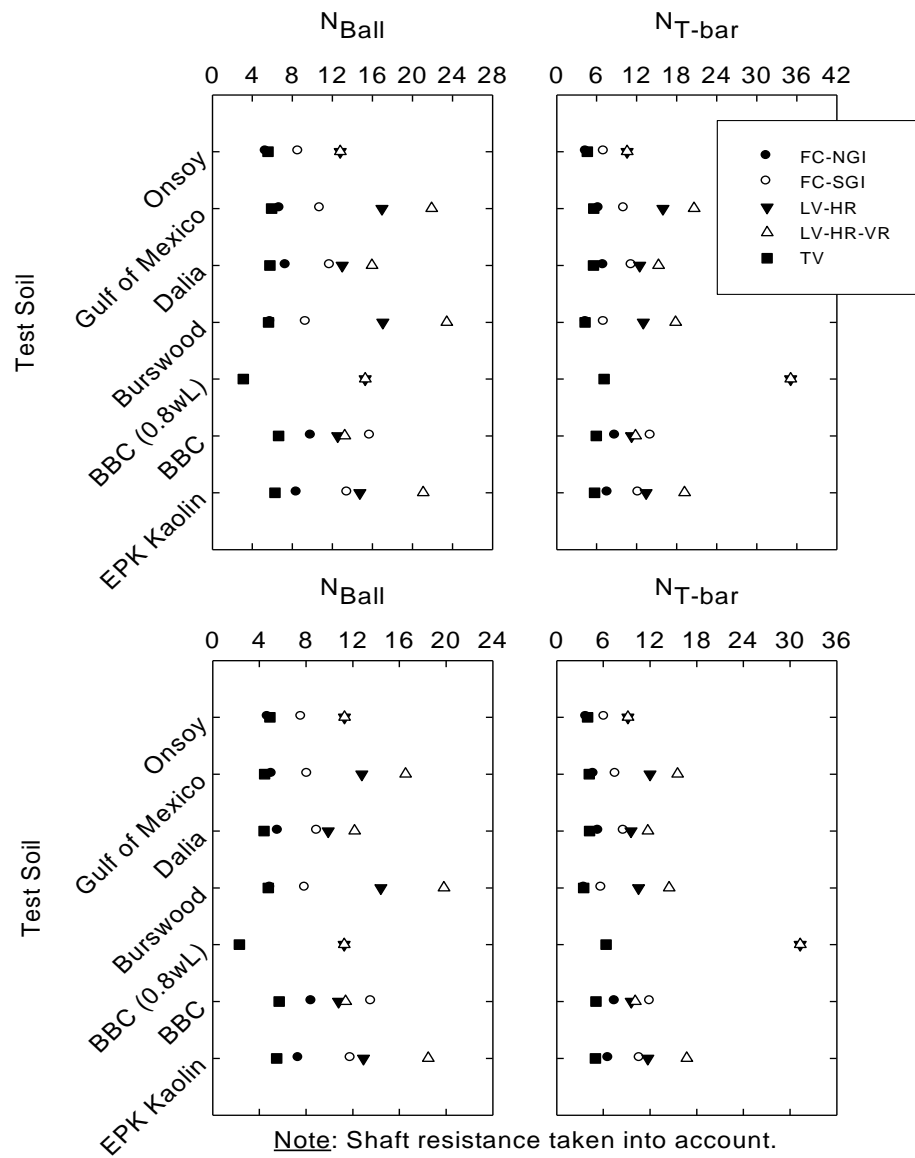 N_Ball N_T-bar
0 4 8 12 16 20 24 28 0 6 12 18 24 30 36 42
FC-NGI
FC-SGI
LV-HR
LV-HR-VR
TV
Test Soil
Onsoy
Gulf of Mexico
Dalia
Burswood
BBC (0.8wL)
BBC
EPK Kaolin
N_Ball N_T-bar
0 4 8 12 16 20 24 0 6 12 18 24 30 36
Test Soil
Onsoy
Gulf of Mexico
Dalia
Burswood
BBC (0.8wL)
BBC
EPK Kaolin
Note: Shaft resistance taken into account.